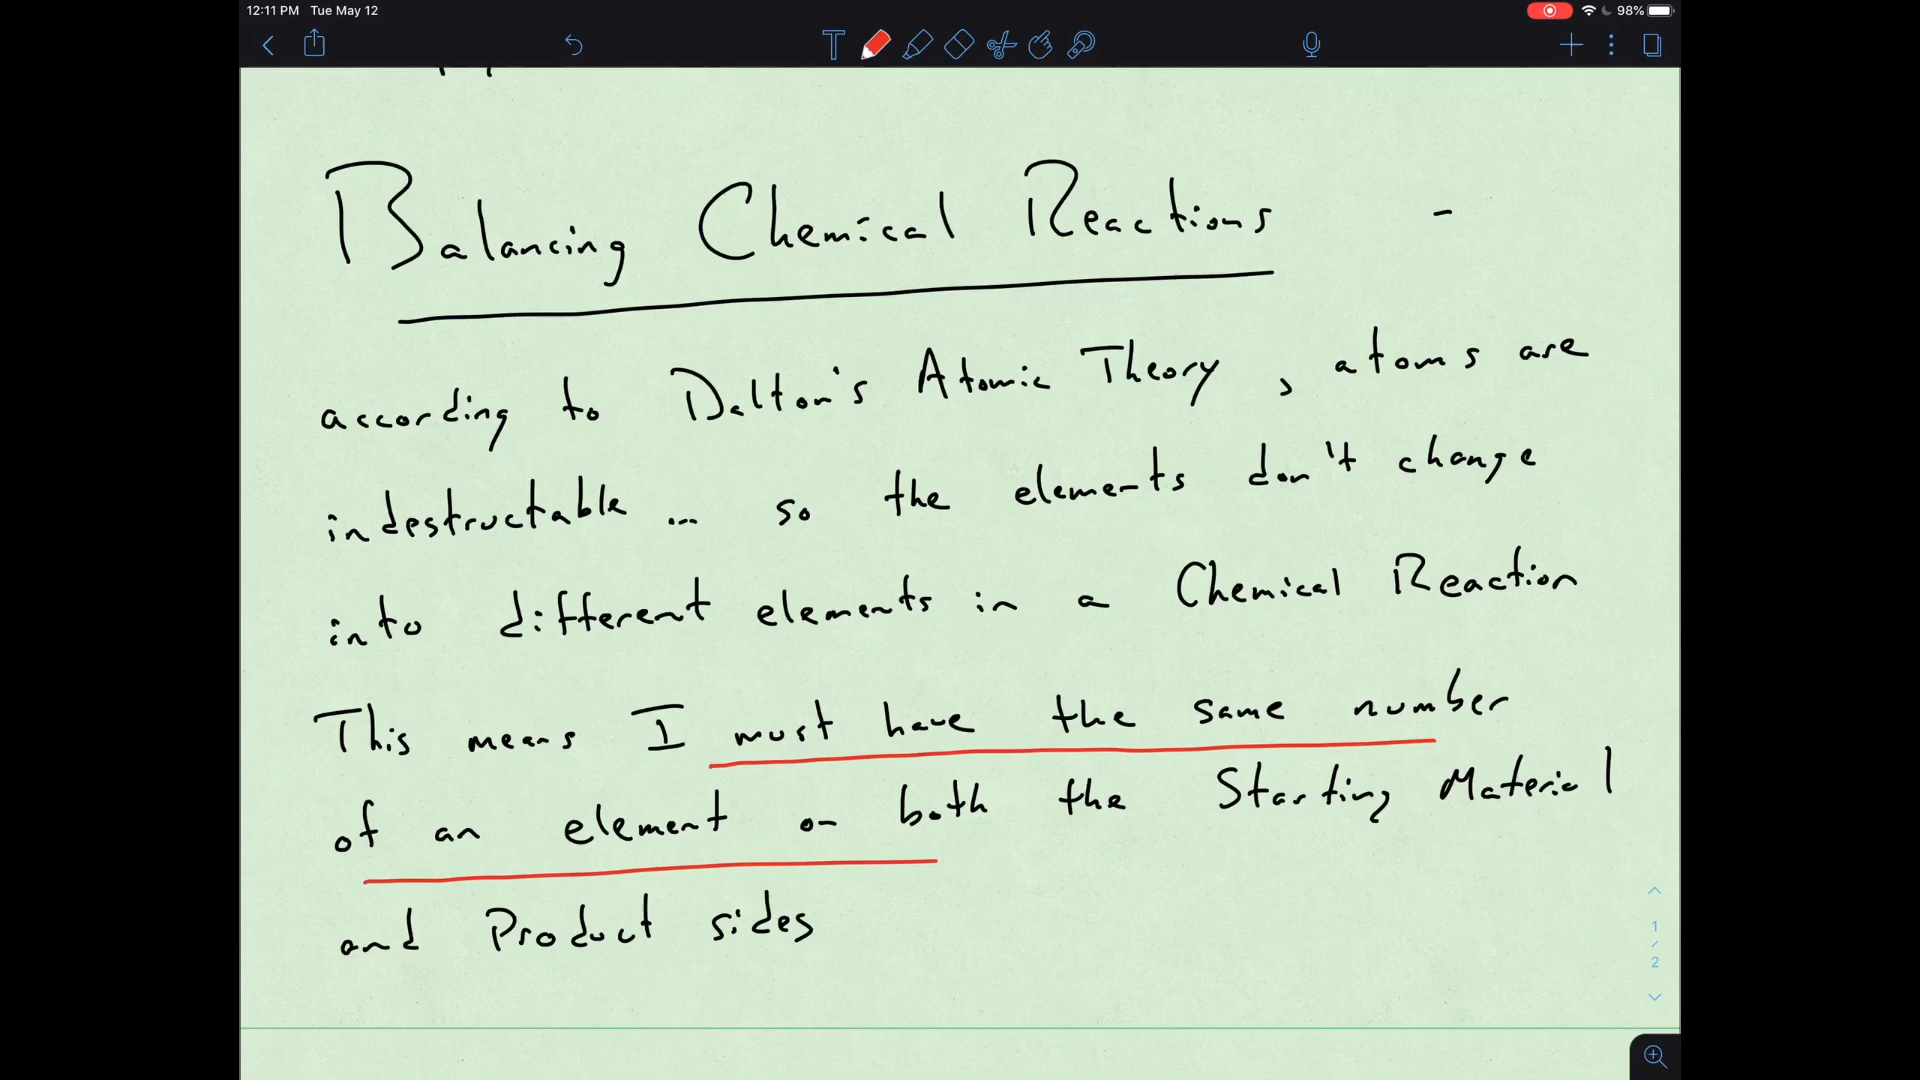 12:11 PM Tue May 12
98%
T
Balancing Chemical Reactions -
according to Dalton's Atomic Theory, atoms are
indestructable ... so the elements don't change
into different elements in a Chemical Reaction
This means I must have the same number
of an element on both the Starting Material
and Product sides
1
/
2